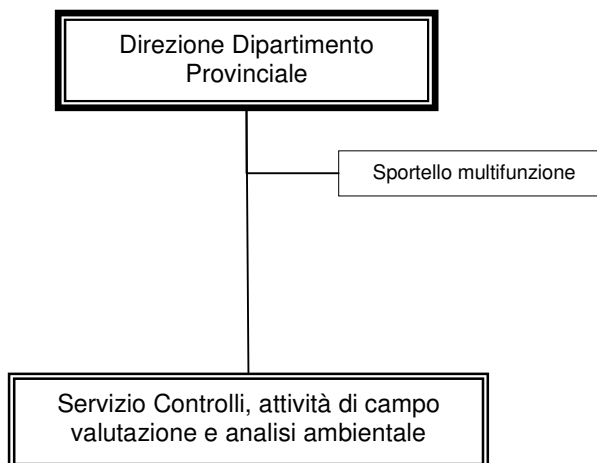 Direzione Dipartimento
Provinciale
Sportello multifunzione
Servizio Controlli, attività di campo
valutazione e analisi ambientale